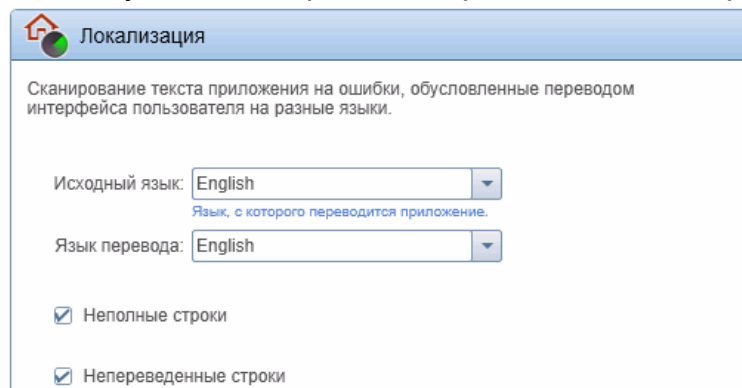 Локализация
Сканирование текста приложения на ошибки, обусловленные переводом
интерфейса пользователя на разные языки.
Исходный язык: English
Язык, с которого переводится приложение.
Язык перевода: English
Неполные строки
Непереведенные строки